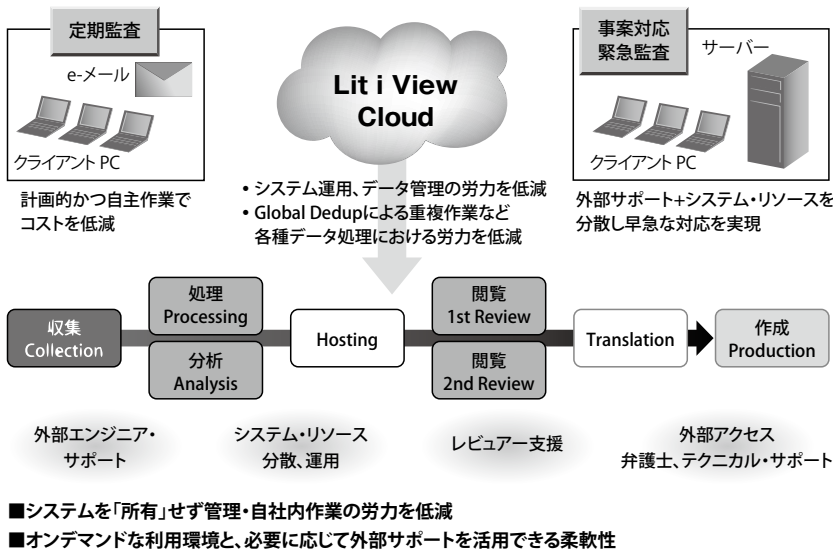 定期監査
e-メール
クライアント PC
計画的かつ自主作業で
コストを低減
Lit i View
Cloud
• システム運用、データ管理の労力を低減
• Global Dedupによる重複作業など
各種データ処理における労力を低減
事案対応
緊急監査
サーバー
クライアント PC
外部サポート+システム・リソースを
分散し早急な対応を実現
収集
Collection
処理
Processing
分析
Analysis
Hosting
閲覧
1st Review
閲覧
2nd Review
Translation
作成
Production
外部エンジニア・
サポート
システム・リソース
分散、運用
レビュアー支援
外部アクセス
弁護士、テクニカル・サポート
■システムを「所有」せず管理・自社内作業の労力を低減
■オンデマンドな利用環境と、必要に応じて外部サポートを活用できる柔軟性